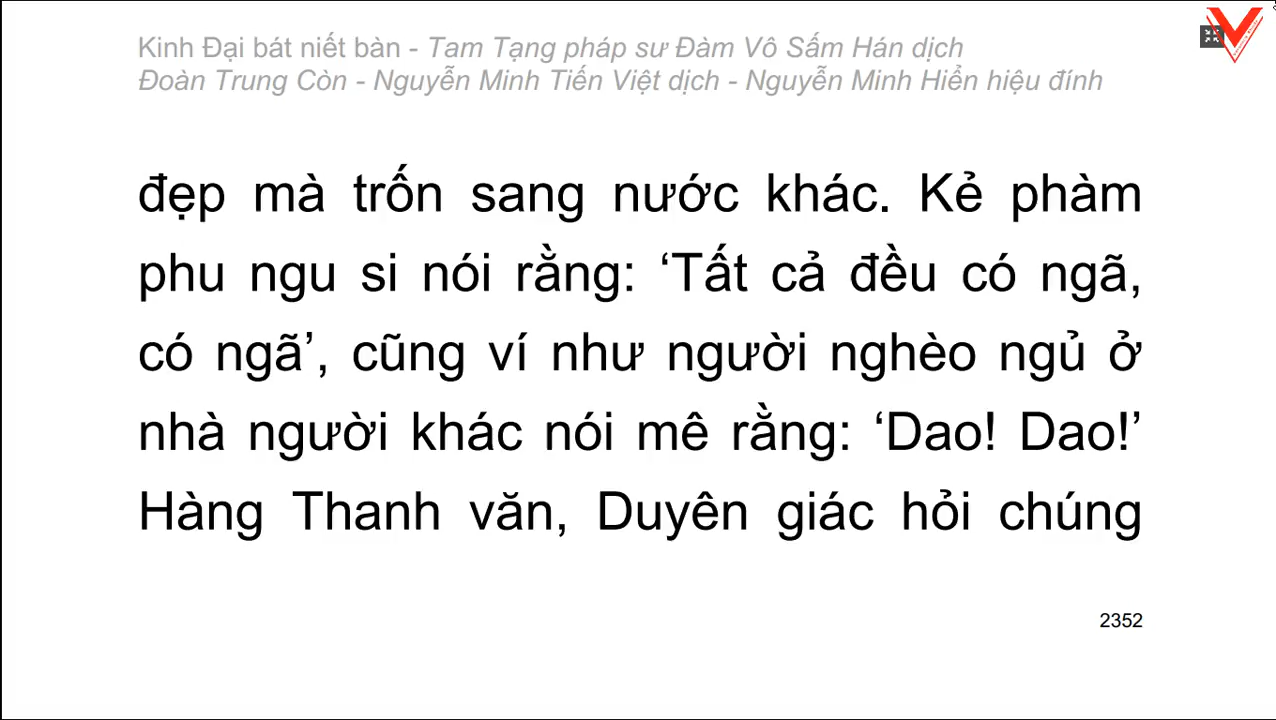 Kinh Đại bát niết bàn - Tam Tạng pháp sư Đàm Vô Sấm Hán dịch
Đoàn Trung Còn - Nguyễn Minh Tiến Việt dịch - Nguyễn Minh Hiển hiệu đính
đẹp mà trốn sang nước khác. Kẻ phàm
phu ngu si nói rằng: ‘Tất cả đều có ngã,
có ngã’, cũng ví như người nghèo ngủ ở
nhà người khác nói mê rằng: ‘Dao! Dao!’
Hàng Thanh văn, Duyên giác hỏi chúng
2352